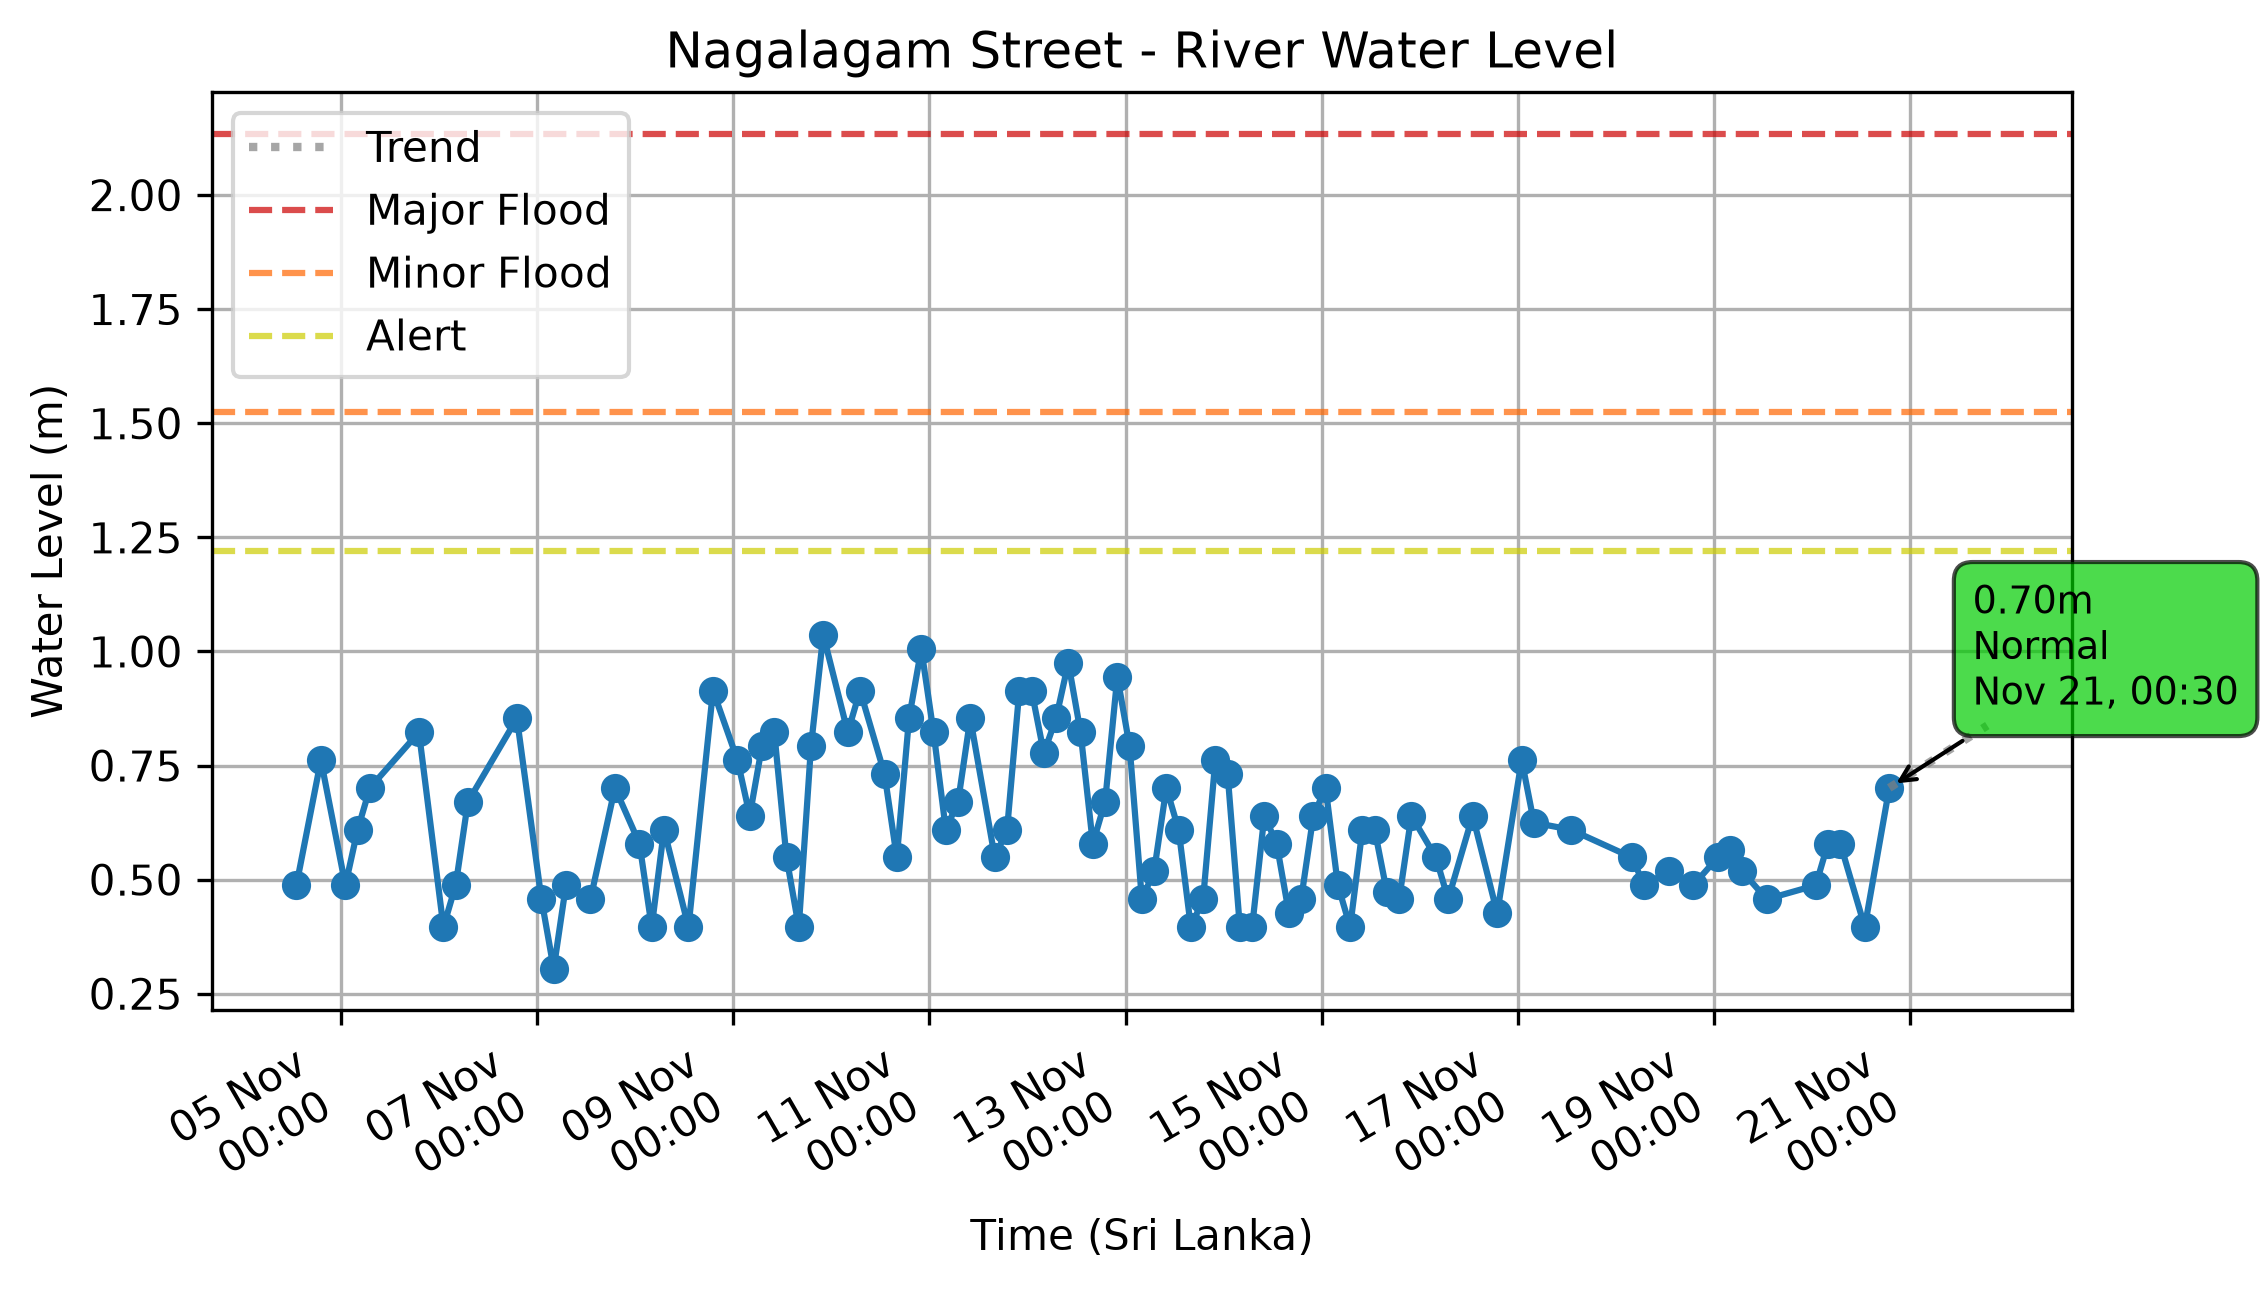 Nagalagam Street - River Water Level
Trend
Major Flood
Minor Flood
Alert
Water Level (m)
2.00
1.75
1.50
1.25
1.00
0.75
0.50
0.25
0.70m
Normal
Nov 21, 00:30
05 Nov
00:00
07 Nov
00:00
09 Nov
00:00
11 Nov
00:00
13 Nov
00:00
15 Nov
00:00
17 Nov
00:00
19 Nov
00:00
21 Nov
00:00
Time (Sri Lanka)